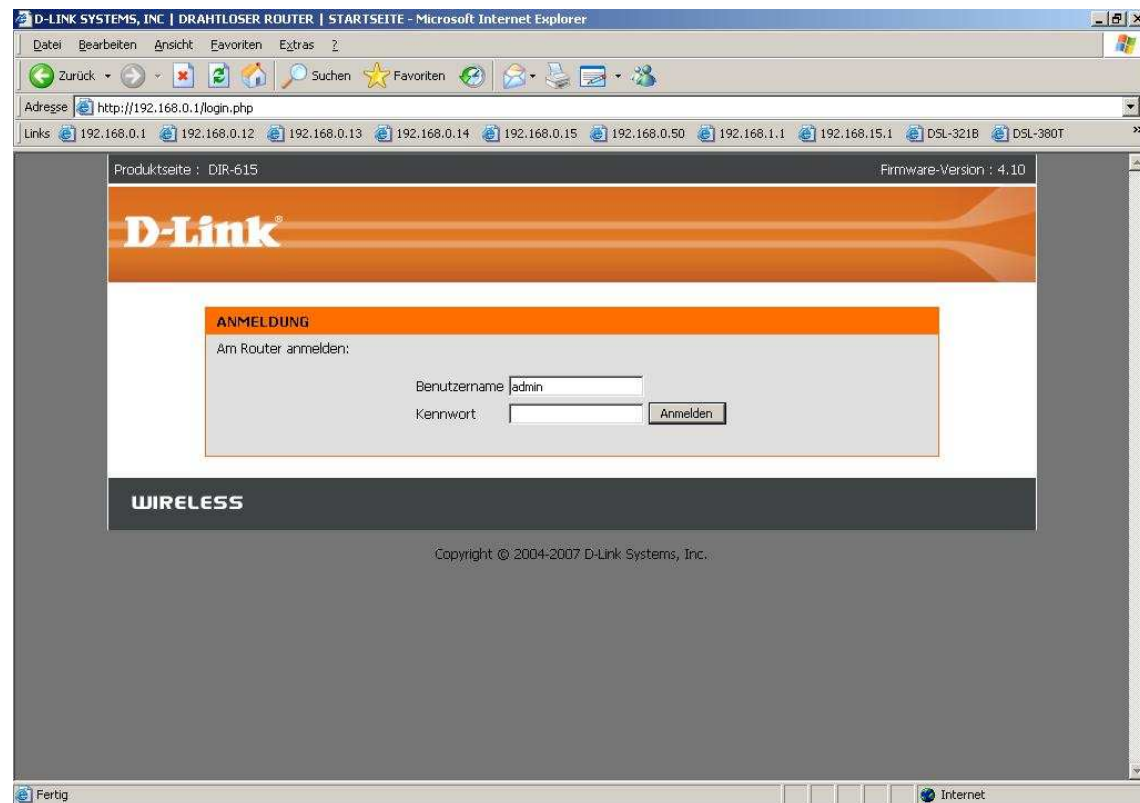 D-LINK SYSTEMS, INC | DRAHTLOSER ROUTER | STARTSEITE - Microsoft Internet Explorer
Datei Bearbeiten Ansicht Favoriten Extras ?
Zurück Suchen Favoriten
Adresse http://192.168.0.1/login.php
Links 192.168.0.1 192.168.0.12 192.168.0.13 192.168.0.14 192.168.0.15 192.168.0.50 192.168.1.1 192.168.15.1 DSL-321B DSL-380T »
Produktseite : DIR-615 Firmware-Version : 4.10
D-Link®
ANMELDUNG
Am Router anmelden:
Benutzername admin
Kennwort Anmelden
WIRELESS
Copyright © 2004-2007 D-Link Systems, Inc.
Fertig Internet